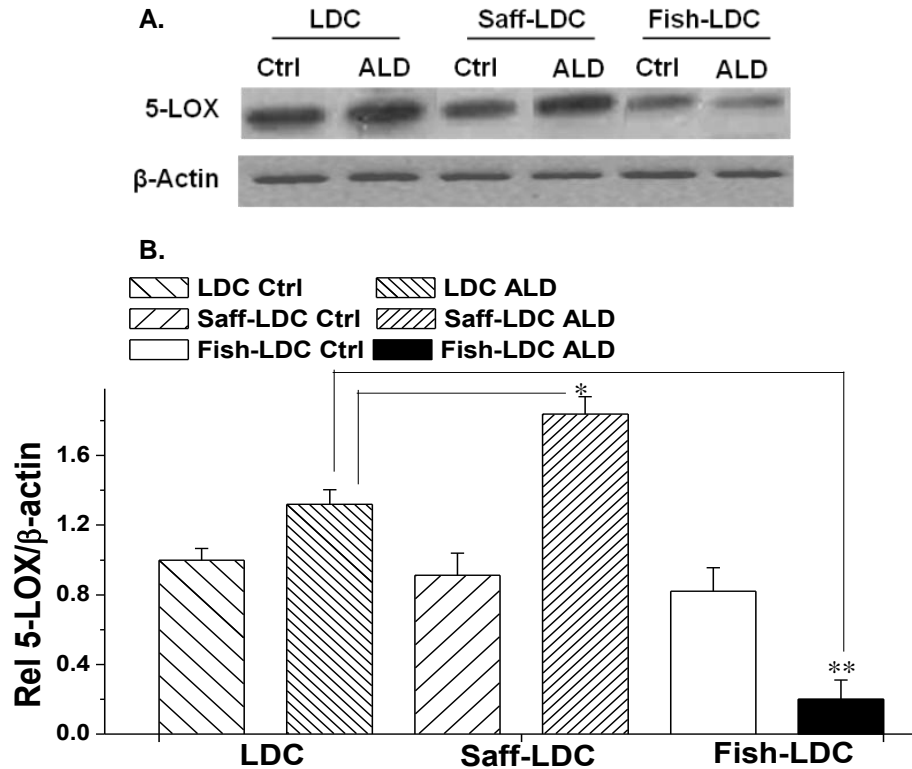 A.
LDC Saff-LDC Fish-LDC
Ctrl ALD Ctrl ALD Ctrl ALD
5-LOX
β-Actin
B.
LDC Ctrl LDC ALD
Saff-LDC Ctrl Saff-LDC ALD
Fish-LDC Ctrl Fish-LDC ALD
Rel 5-LOX/β-actin
1.6
1.2
0.8
0.4
0.0
*
**
LDC Saff-LDC Fish-LDC